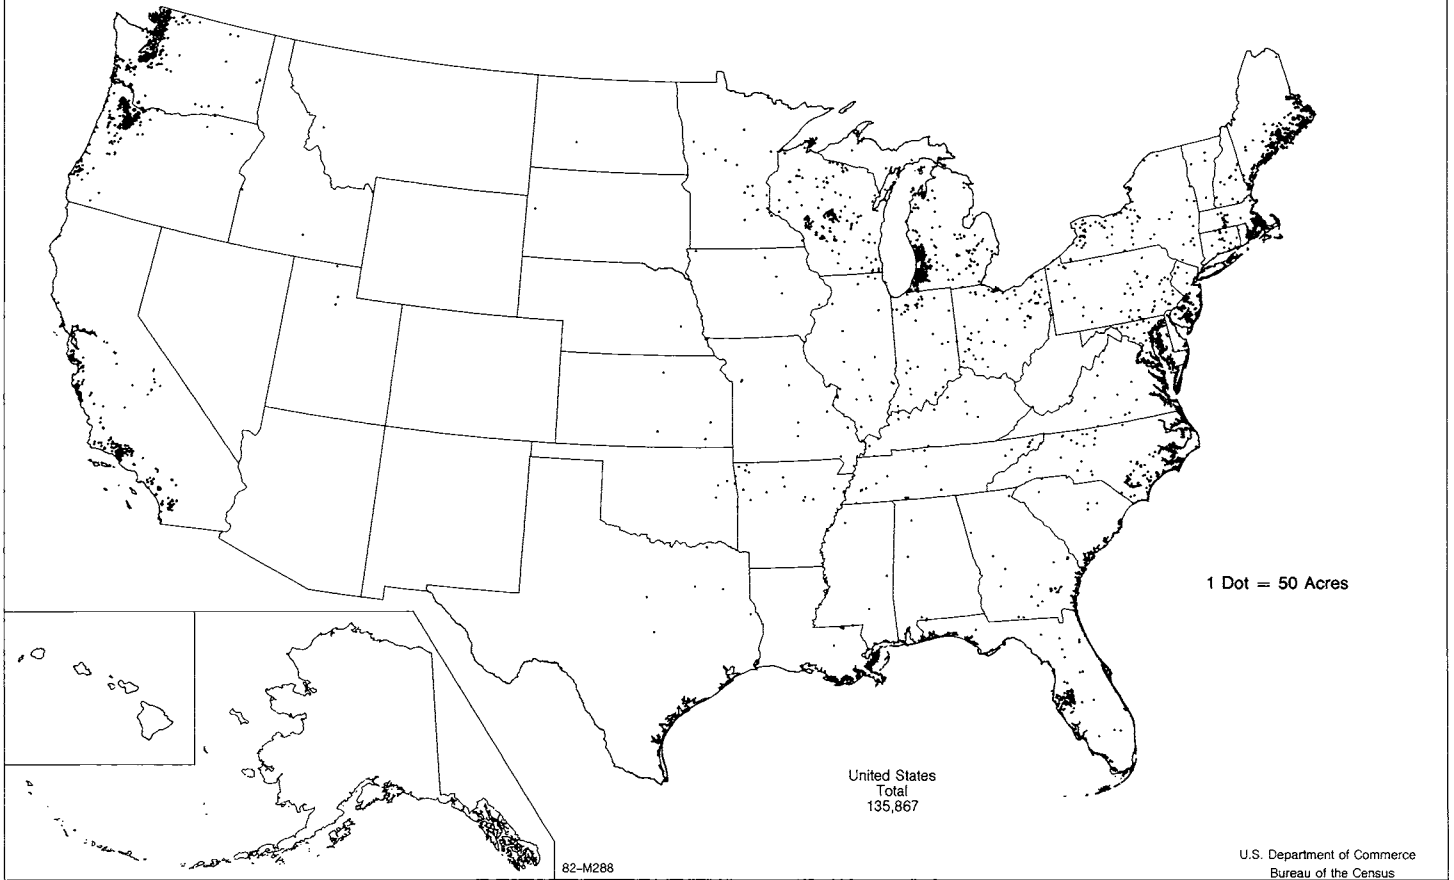 1 Dot = 50 Acres
United States
Total
135,867
82-M288
U.S. Department of Commerce
Bureau of the Census